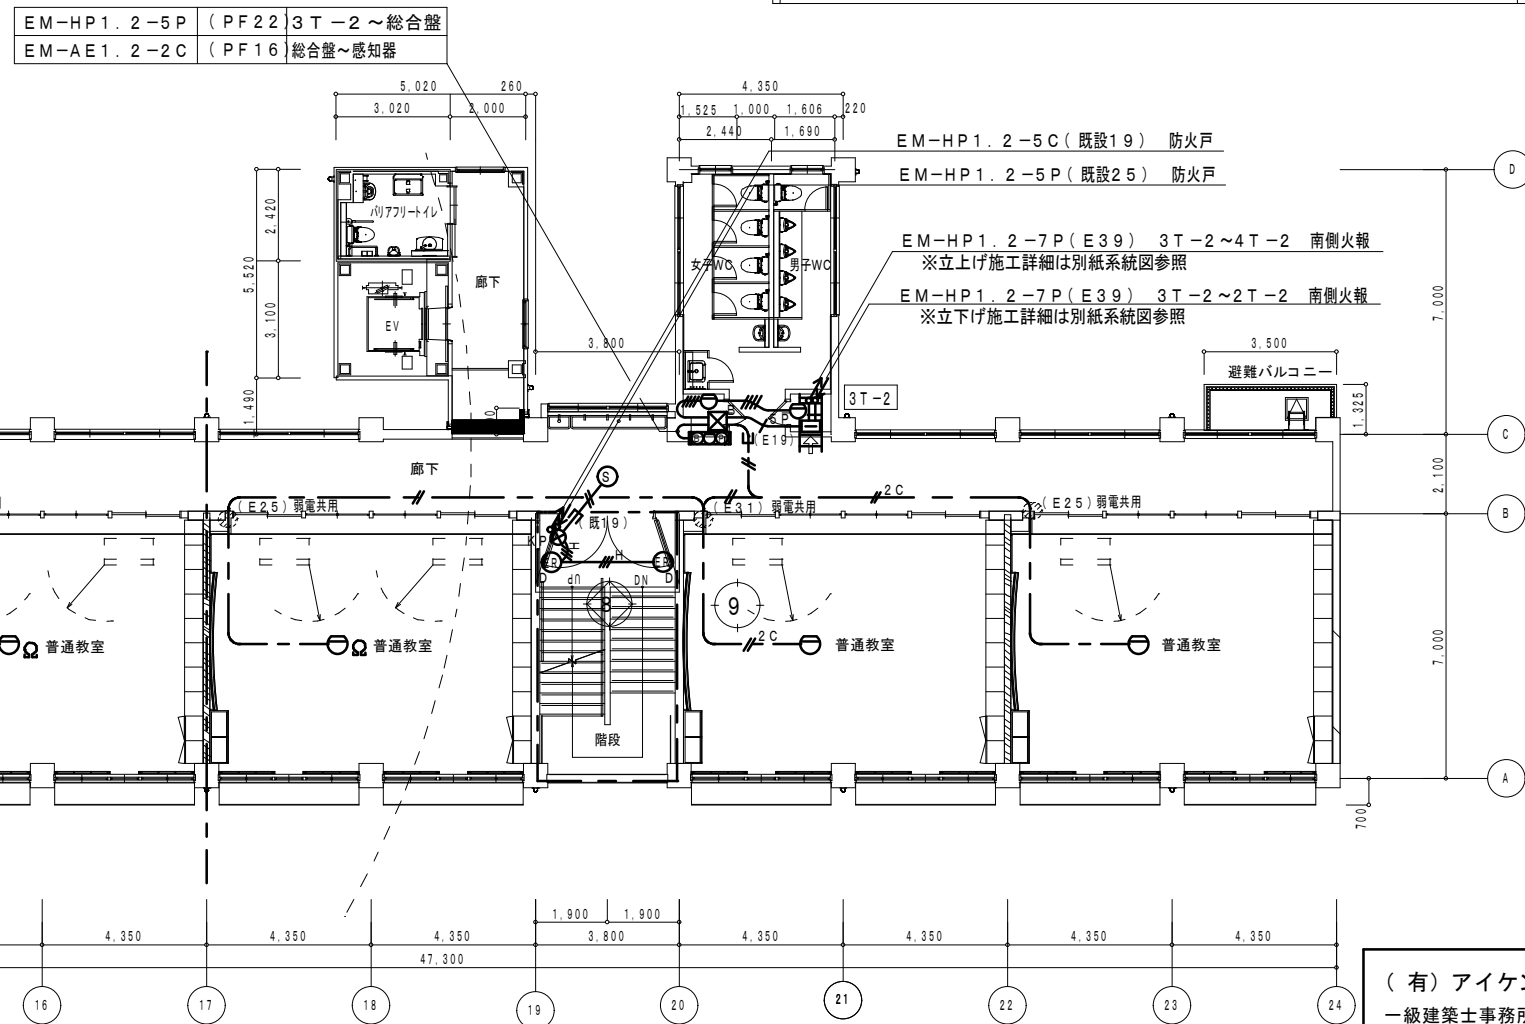 EM-HP1.2-5P (PF22) 3T-2~総合盤
EM-AE1.2-2C (PF16) 総合盤~感知器
5,020 260
3,020 2,000
4,350
1,525 1,000 1,606 220
2,440 1,690
EM-HP1.2-5C(既設19) 防火戸
EM-HP1.2-5P(既設25) 防火戸
EM-HP1.2-7P(E39) 3T-2~4T-2 南側火報
※立上げ施工詳細は別紙系統図参照
EM-HP1.2-7P(E39) 3T-2~2T-2 南側火報
※立下げ施工詳細は別紙系統図参照
D
2,420
5,520
3,100
1,490
バリアフリートイレ
廊下
EV
女子WC
男子WC
3,800
7,000
3,500
避難バルコニー
1,325
3T-2
(E19)
C
廊下
2,100
S
2C
(E25)弱電共用
(既19)
(E31)弱電共用
(E25)弱電共用
B
KP
H
H
ER
ER
D
D
UP
DN
8
9
2C
Ω 普通教室
Ω 普通教室
普通教室
普通教室
7,000
階段
A
700
1,900 1,900
4,350 4,350 4,350 3,800 4,350 4,350 4,350 4,350
47,300
16 17 18 19 20 21 22 23 24
(有)アイケン
一級建築士事務所